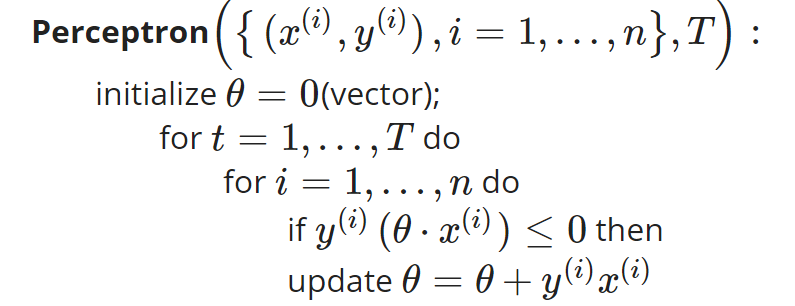 Perceptron({ (x⁽ⁱ⁾, y⁽ⁱ⁾), i = 1, . . . , n}, T) :
initialize θ = 0(vector);
for t = 1, . . . , T do
for i = 1, . . . , n do
if y⁽ⁱ⁾ (θ · x⁽ⁱ⁾) ≤ 0 then
update θ = θ + y⁽ⁱ⁾x⁽ⁱ⁾